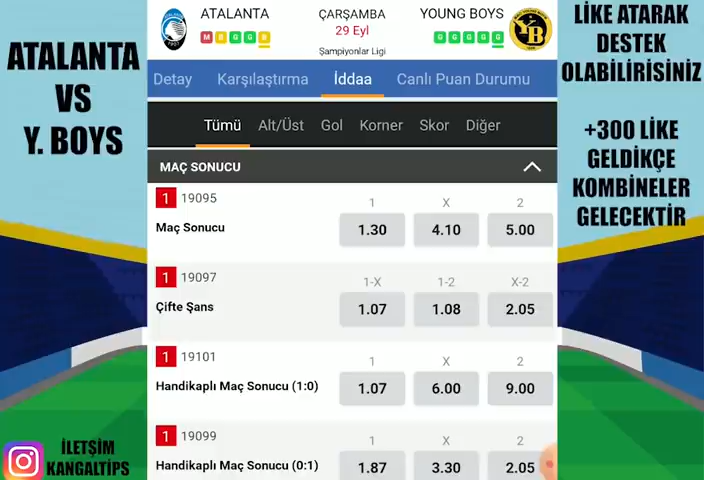 ATALANTA
VS
Y. BOYS
ATALANTA
M B G G B
ÇARŞAMBA
29 Eyl
Şampiyonlar Ligi
YOUNG BOYS
G G G G G
Detay Karşılaştırma İddaa Canlı Puan Durumu
Tümü Alt/Üst Gol Korner Skor Diğer
MAÇ SONUCU
1 19095
Maç Sonucu
1 X 2
1.30 4.10 5.00
1 19097
Çifte Şans
1-X 1-2 X-2
1.07 1.08 2.05
1 19101
Handikaplı Maç Sonucu (1:0)
1 X 2
1.07 6.00 9.00
1 19099
Handikaplı Maç Sonucu (0:1)
1 X 2
1.87 3.30 2.05
LİKE ATARAK
DESTEK
OLABİLİRİSİNİZ
+300 LİKE
GELDİKÇE
KOMBİNELER
GELECEKTİR
İLETŞİM
KANGALTİPS